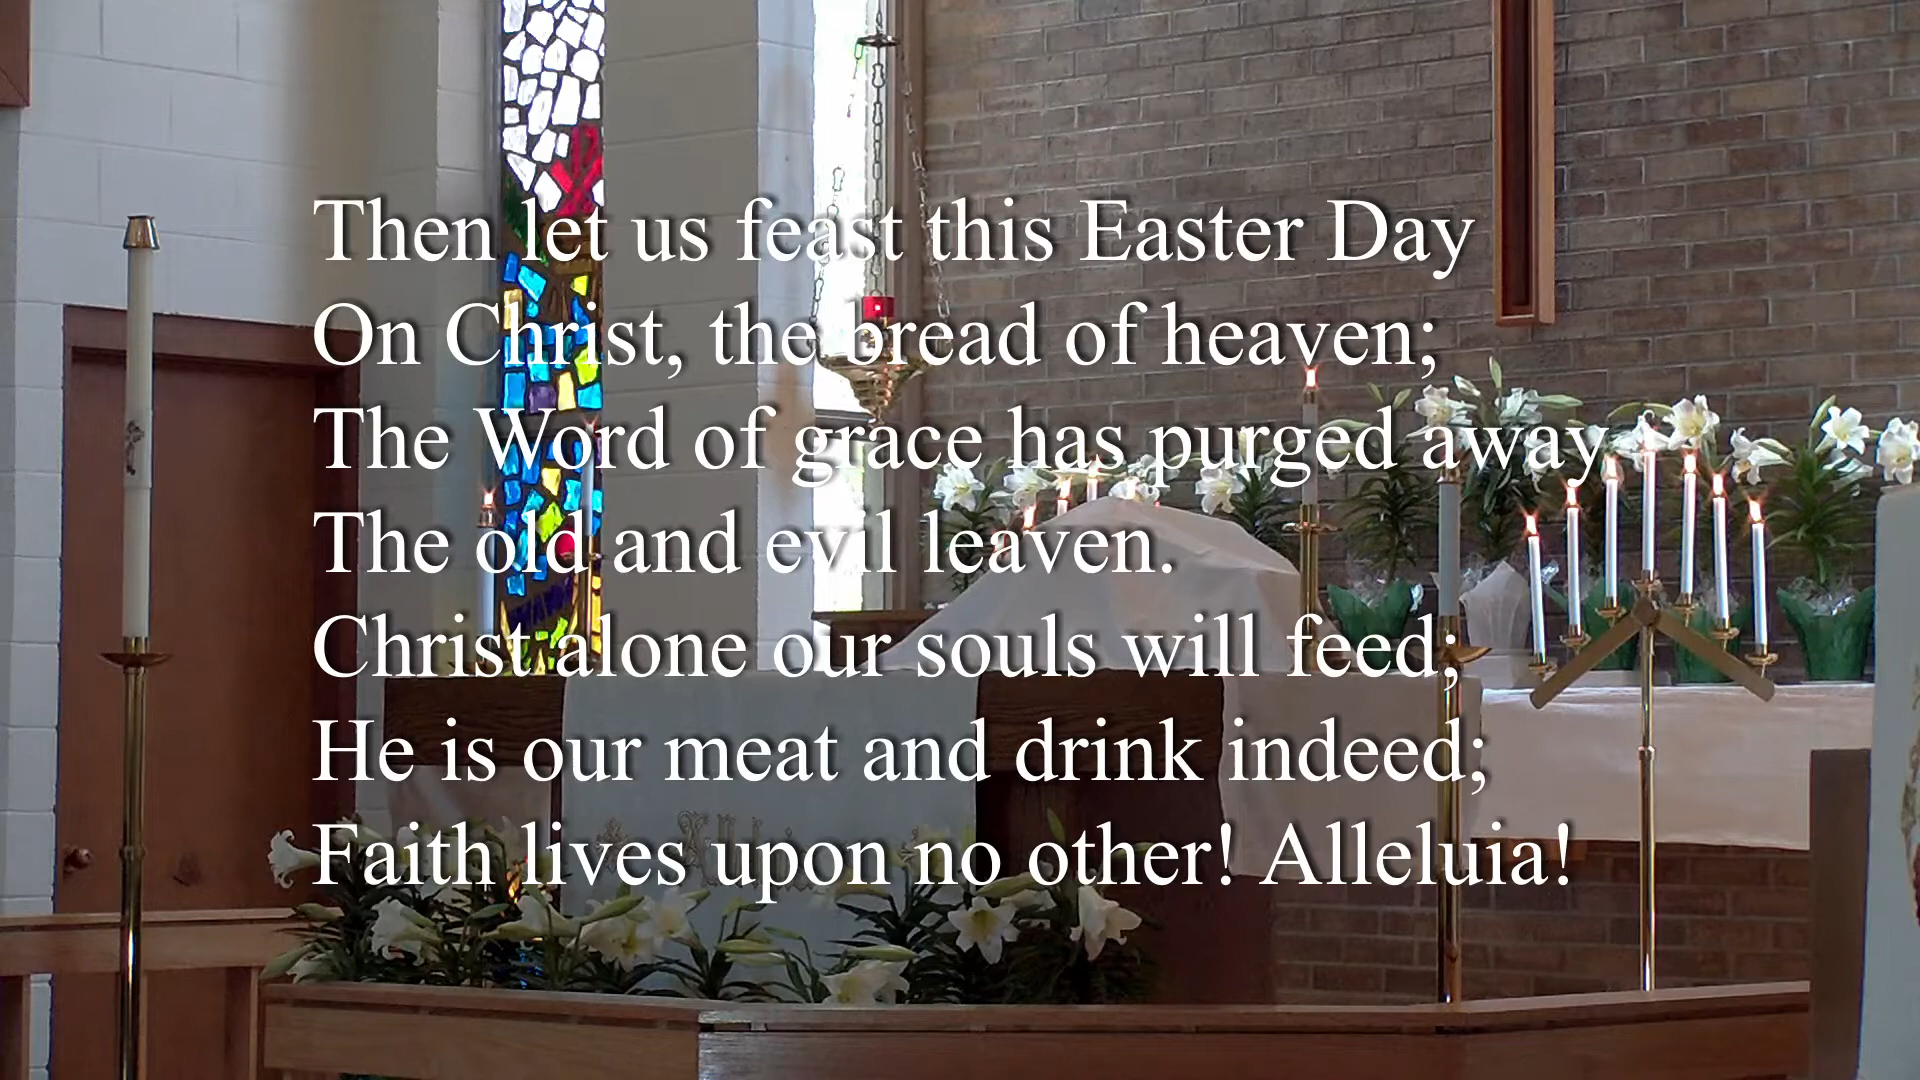 Then let us feast this Easter Day
On Christ, the bread of heaven;
The Word of grace has purged away
The old and evil leaven.
Christ alone our souls will feed;
He is our meat and drink indeed;
Faith lives upon no other! Alleluia!